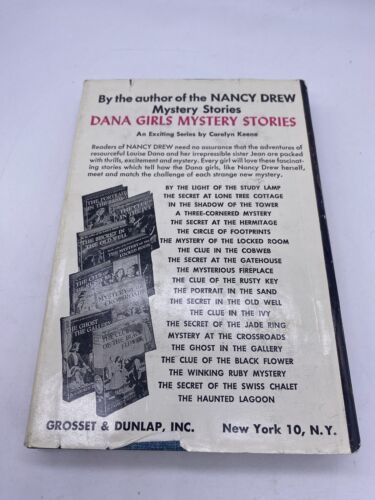 By the author of the NANCY DREW
Mystery Stories
DANA GIRLS MYSTERY STORIES
An Exciting Series by Carolyn Keene
Readers of NANCY DREW need no assurance that the adventures of
resourceful Louise Dana and her irrepressible sister Jean are packed
with thrills, excitement and mystery. Every girl will love these fascinat-
ing stories which tell how the Dana girls, like Nancy Drew herself,
meet and match the challenge of each strange new mystery.
BY THE LIGHT OF THE STUDY LAMP
THE SECRET AT LONE TREE COTTAGE
IN THE SHADOW OF THE TOWER
A THREE-CORNERED MYSTERY
THE SECRET AT THE HERMITAGE
THE CIRCLE OF FOOTPRINTS
THE MYSTERY OF THE LOCKED ROOM
THE CLUE IN THE COBWEB
THE SECRET AT THE GATEHOUSE
THE MYSTERIOUS FIREPLACE
THE CLUE OF THE RUSTY KEY
THE PORTRAIT IN THE SAND
THE SECRET IN THE OLD WELL
THE CLUE IN THE IVY
THE SECRET OF THE JADE RING
MYSTERY AT THE CROSSROADS
THE GHOST IN THE GALLERY
THE CLUE OF THE BLACK FLOWER
THE WINKING RUBY MYSTERY
THE SECRET OF THE SWISS CHALET
THE HAUNTED LAGOON
GROSSET & DUNLAP, INC. New York 10, N.Y.